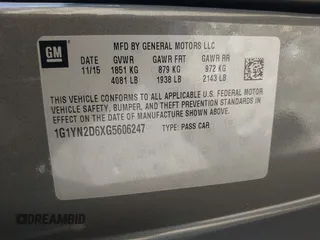 GM
MFD BY GENERAL MOTORS LLC
DATE GVWR GAWR FRT GAWR RR
11/15 1851 KG 879 KG 972 KG
4081 LB 1938 LB 2143 LB
THIS VEHICLE CONFORMS TO ALL APPLICABLE U.S. FEDERAL MOTOR
VEHICLE SAFETY, BUMPER, AND THEFT PREVENTION STANDARDS
IN EFFECT ON THE DATE OF MANUFACTURE SHOWN ABOVE.
1G1YN2D6XG5606247 TYPE: PASS CAR
DREAMBID